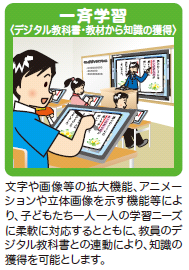 一斉学習
〈デジタル教科書・教材から知識の獲得〉
文字や画像等の拡大機能、アニメー
ションや立体画像を示す機能等によ
り、子どもたち一人一人の学習ニーズ
に柔軟に対応するとともに、教員のデ
ジタル教科書との連動により、知識の
獲得を可能とします。